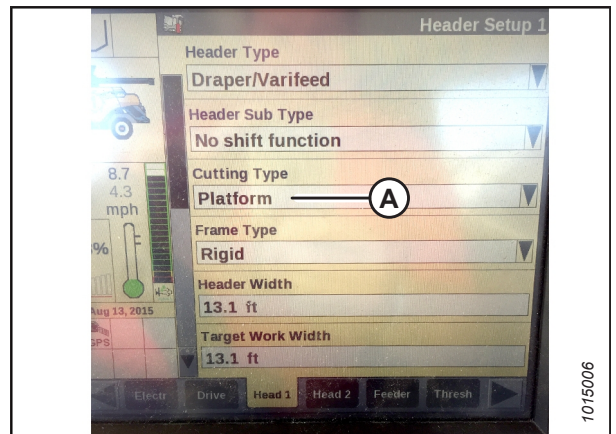 Header Setup 1
Header Type
Draper/Varifeed
Header Sub Type
No shift function
Cutting Type
Platform
A
Frame Type
Rigid
Header Width
13.1 ft
Target Work Width
13.1 ft
8.7
4.3
mph
%
Aug 13, 2015
GPS
Electr
Drive
Head 1
Head 2
Feeder
Thresh
1015006